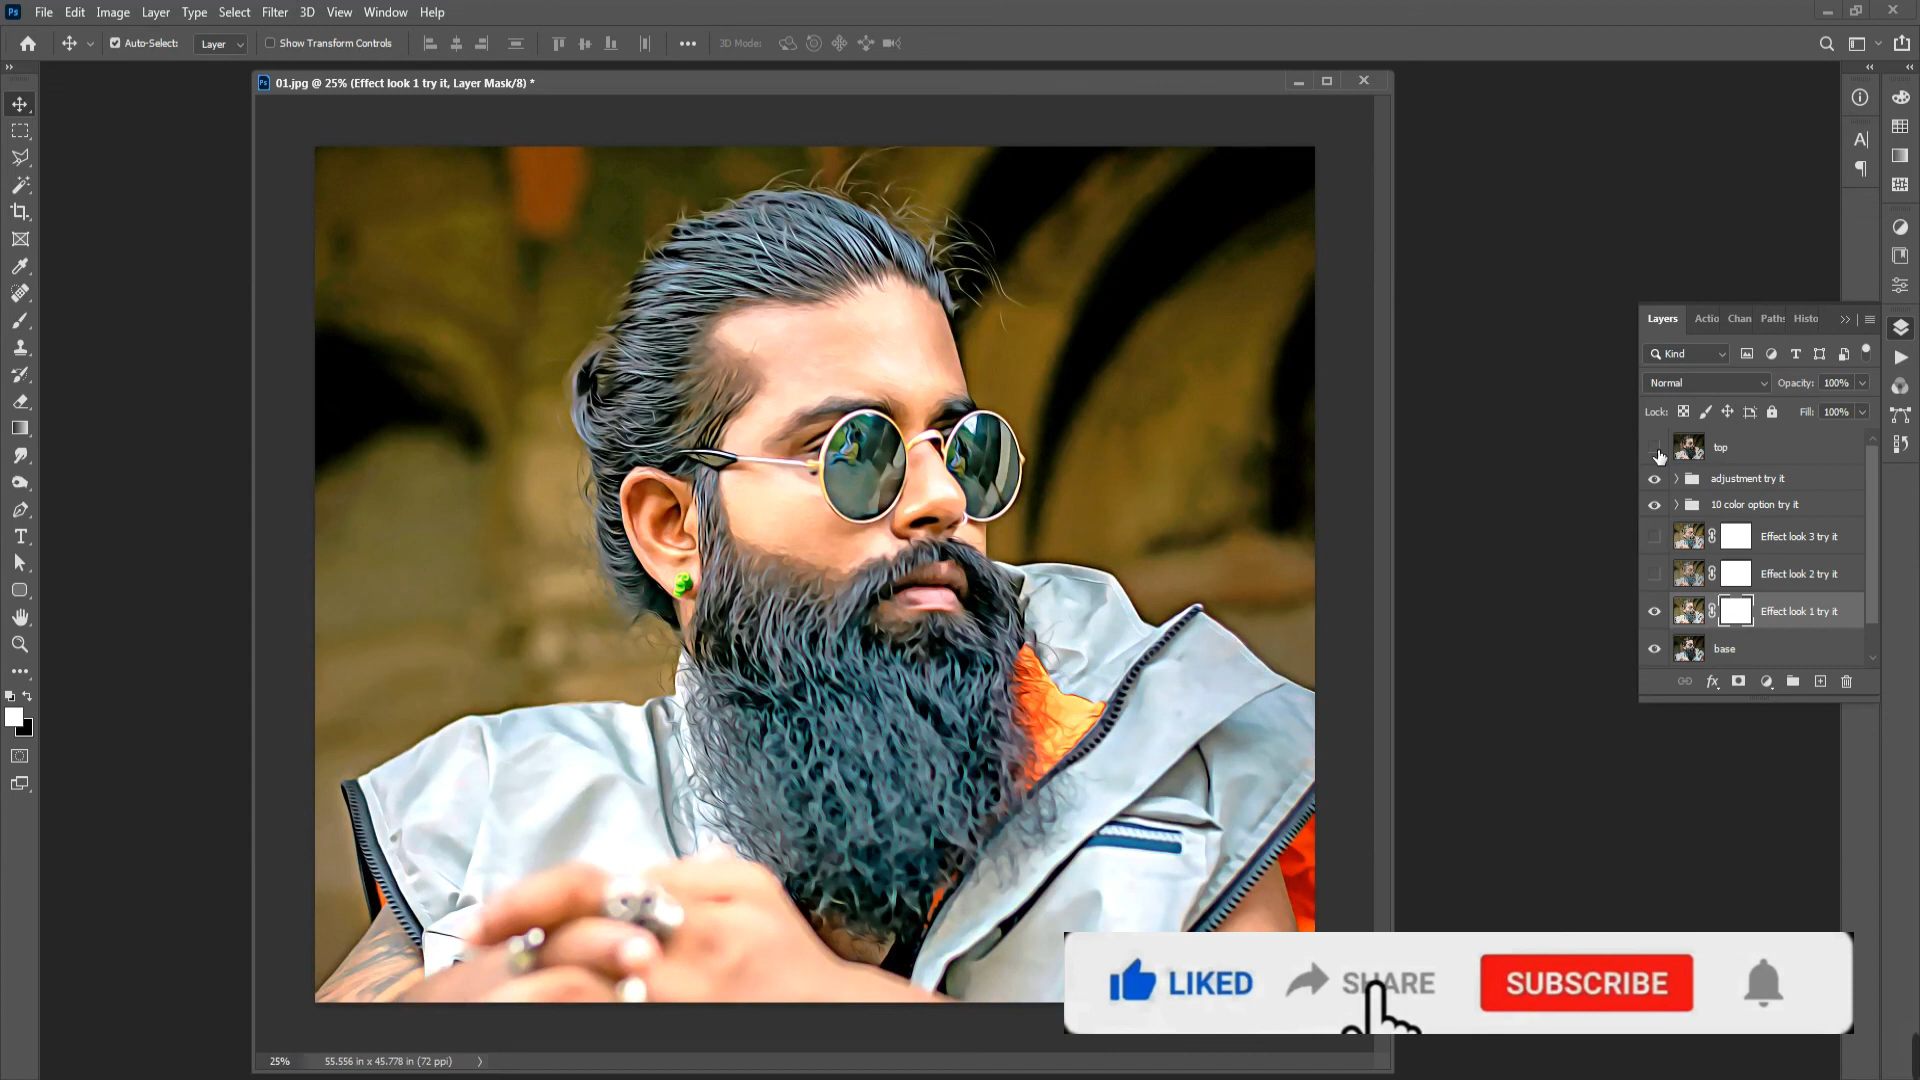 Ps File Edit Image Layer Type Select Filter 3D View Window Help
Auto-Select: Layer Show Transform Controls 3D Mode:
Ps 01.jpg @ 25% (Effect look 1 try it, Layer Mask/8) *
Layers Actio Chan Paths Histo
Kind
Normal Opacity: 100%
Lock: Fill: 100%
top
adjustment try it
10 color option try it
Effect look 3 try it
Effect look 2 try it
Effect look 1 try it
base
fx
LIKED SHARE SUBSCRIBE
25% 55.556 in x 45.778 in (72 ppi)